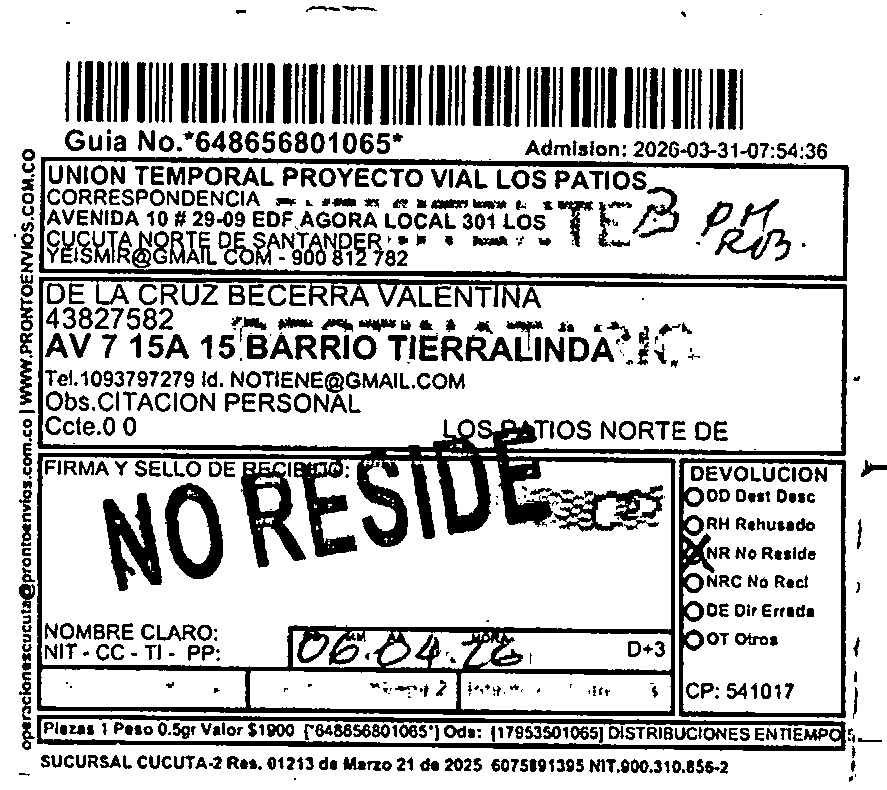 Guia No.*648656801065*
Admision: 2026-03-31-07:54:36
operacionescucuta@prontoenvios.com.co | WWW.PRONTOENVIOS.COM.CO
UNION TEMPORAL PROYECTO VIAL LOS PATIOS
CORRESPONDENCIA
AVENIDA 10 # 29-09 EDF AGORA LOCAL 301 LOS
CUCUTA NORTE DE SANTANDER
YEISMIR@GMAIL COM - 900 812 782
PM
DE LA CRUZ BECERRA VALENTINA
43827582
AV 7 15A 15 BARRIO TIERRALINDA
Tel.1093797279 Id. NOTIENE@GMAIL.COM
Obs.CITACION PERSONAL
Ccte.0 0 LOS PATIOS NORTE DE
FIRMA Y SELLO DE RECIBIDO:
NO RESIDE
DEVOLUCION
DD Dest Desc
RH Rehusado
NR No Reside
NRC No Recl
DE Dir Errada
OT Otros
CP: 541017
NOMBRE CLARO:
NIT - CC - TI - PP:
06.04.26
D+3
Piezas 1 Peso 0.5gr Valor $1900 [*648656801065*] Ods: [17953501065] DISTRIBUCIONES ENTIEMPO
SUCURSAL CUCUTA-2 Res. 01213 de Marzo 21 de 2025 6075891395 NIT.900.310.856-2